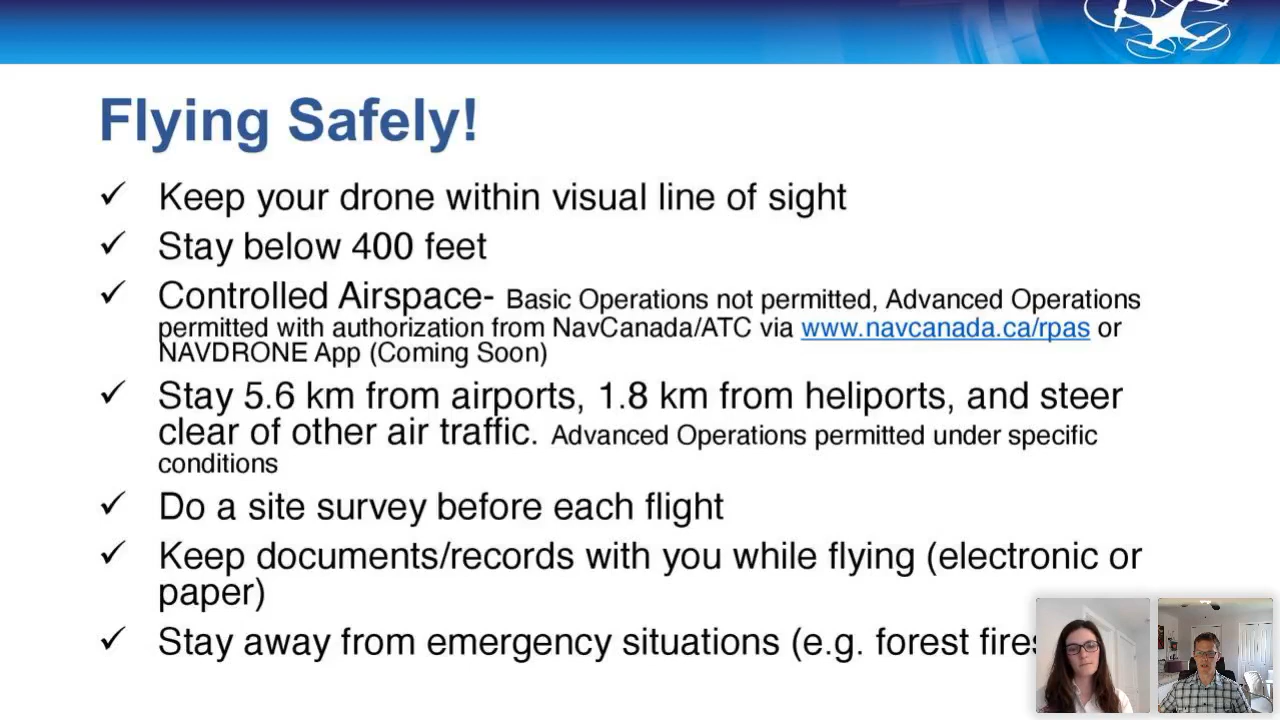 Flying Safely!
✓ Keep your drone within visual line of sight
✓ Stay below 400 feet
✓ Controlled Airspace- Basic Operations not permitted, Advanced Operations
permitted with authorization from NavCanada/ATC via www.navcanada.ca/rpas or
NAVDRONE App (Coming Soon)
✓ Stay 5.6 km from airports, 1.8 km from heliports, and steer
clear of other air traffic. Advanced Operations permitted under specific
conditions
✓ Do a site survey before each flight
✓ Keep documents/records with you while flying (electronic or
paper)
✓ Stay away from emergency situations (e.g. forest fires